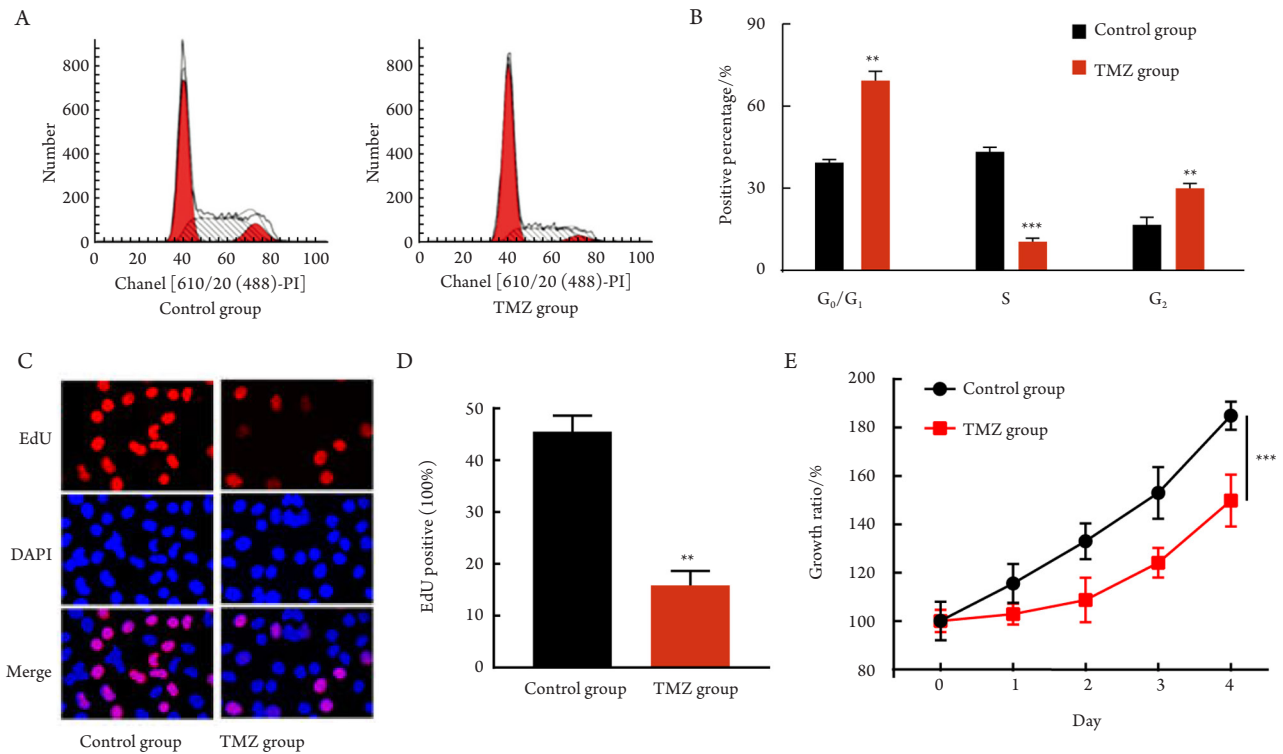 A
Number
800
600
400
200
0
0 20 40 60 80 100
Chanel [610/20 (488)-PI]
Control group
Number
800
600
400
200
0
0 20 40 60 80 100
Chanel [610/20 (488)-PI]
TMZ group
B
Positive percentage/%
90
60
30
0
Control group
TMZ group
**
***
**
G₀/G₁ S G₂
C
EdU
DAPI
Merge
Control group TMZ group
D
EdU positive (100%)
50
40
30
20
10
0
**
Control group TMZ group
E
Growth ratio/%
200
180
160
140
120
100
80
Control group
TMZ group
***
0 1 2 3 4
Day